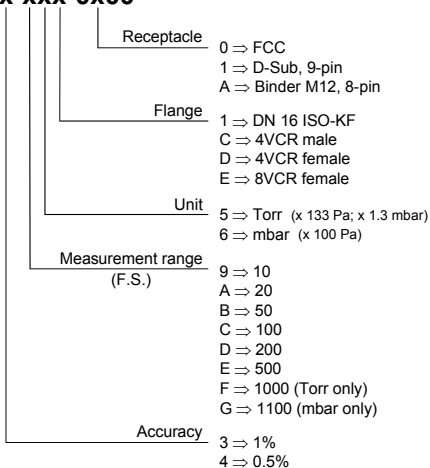 Receptacle
0 ⇒ FCC
1 ⇒ D-Sub, 9-pin
A ⇒ Binder M12, 8-pin
Flange
1 ⇒ DN 16 ISO-KF
C ⇒ 4VCR male
D ⇒ 4VCR female
E ⇒ 8VCR female
Unit
5 ⇒ Torr (x 133 Pa; x 1.3 mbar)
6 ⇒ mbar (x 100 Pa)
Measurement range
(F.S.)
9 ⇒ 10
A ⇒ 20
B ⇒ 50
C ⇒ 100
D ⇒ 200
E ⇒ 500
F ⇒ 1000 (Torr only)
G ⇒ 1100 (mbar only)
Accuracy
3 ⇒ 1%
4 ⇒ 0.5%